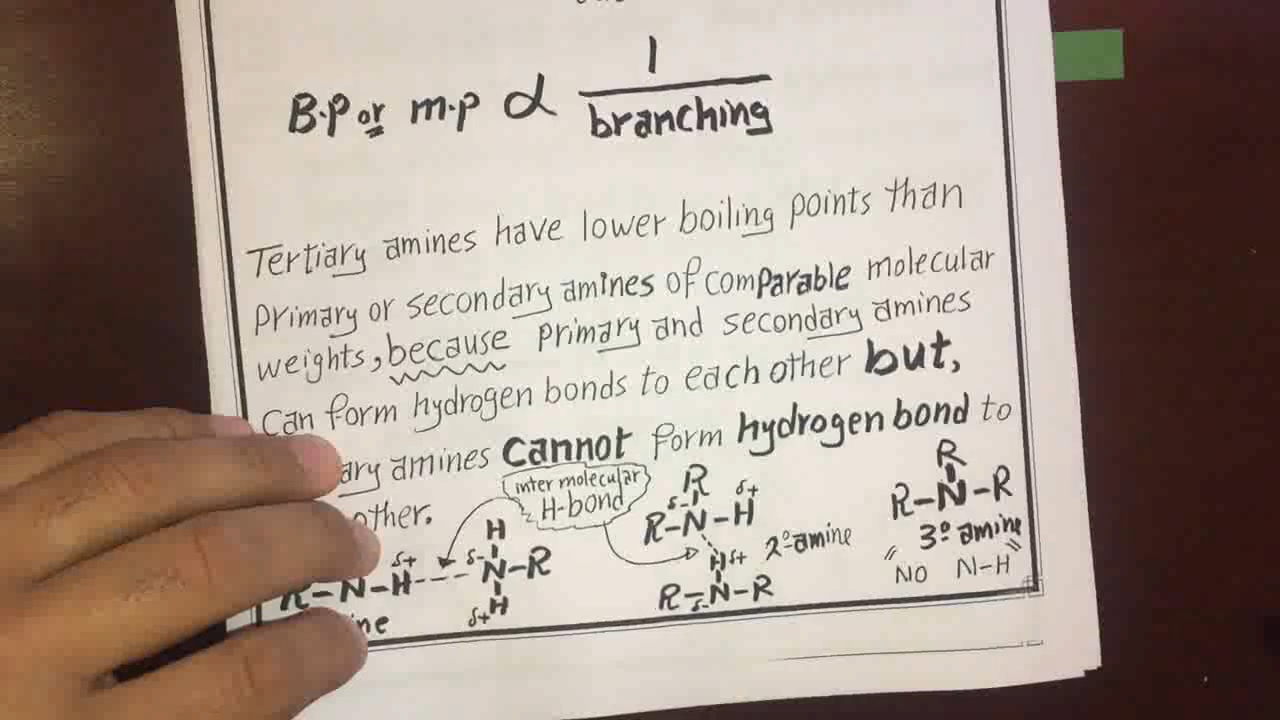 B.P or m.p ∝ 1/branching
Tertiary amines have lower boiling points than
Primary or secondary amines of comparable molecular
weights, because primary and secondary amines
can form hydrogen bonds to each other but,
ary amines cannot form hydrogen bond to
other.
inter molecular
H-bond
R-N-H---N-R
δ+ δ-
H
H
δ+
ne
R
δ- δ+
R-N-H
H δ+
R-N-R
δ-
2° amine
R
R-N-R
3° amine
"NO N-H"